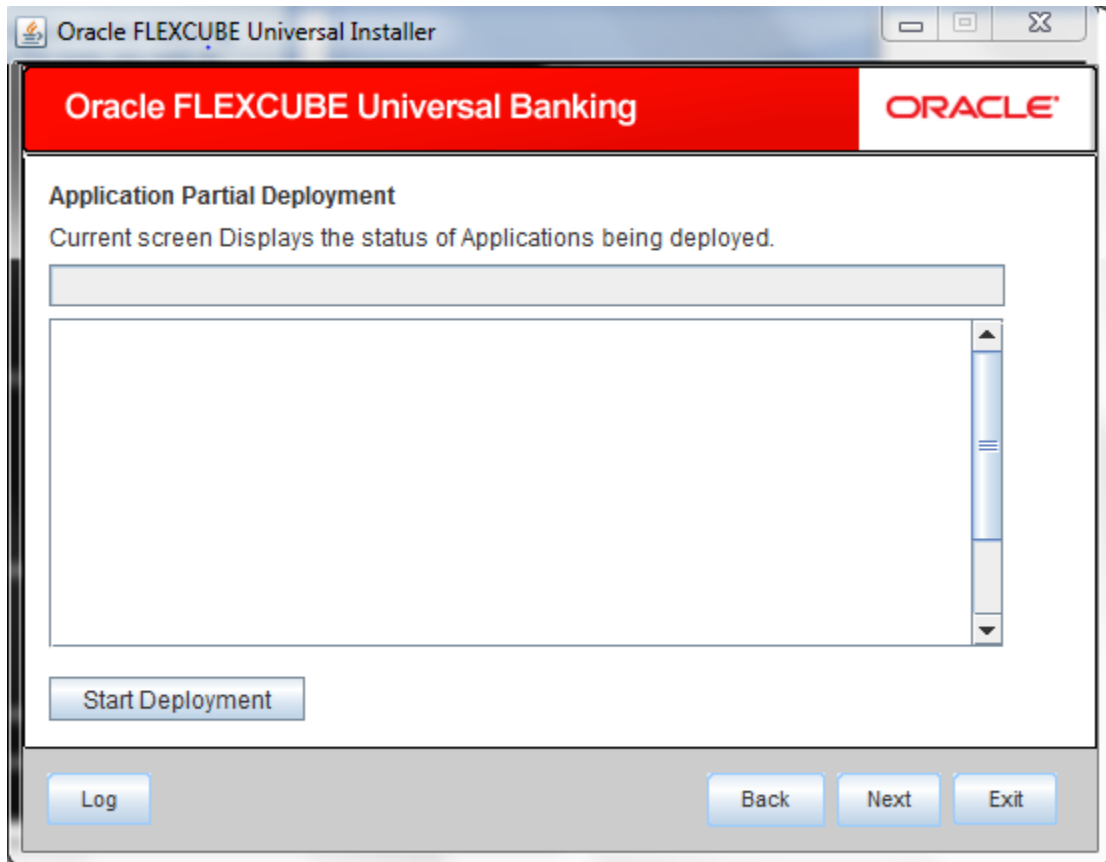 Oracle FLEXCUBE Universal Installer
Oracle FLEXCUBE Universal Banking
ORACLE
Application Partial Deployment
Current screen Displays the status of Applications being deployed.
Start Deployment
Log
Back
Next
Exit